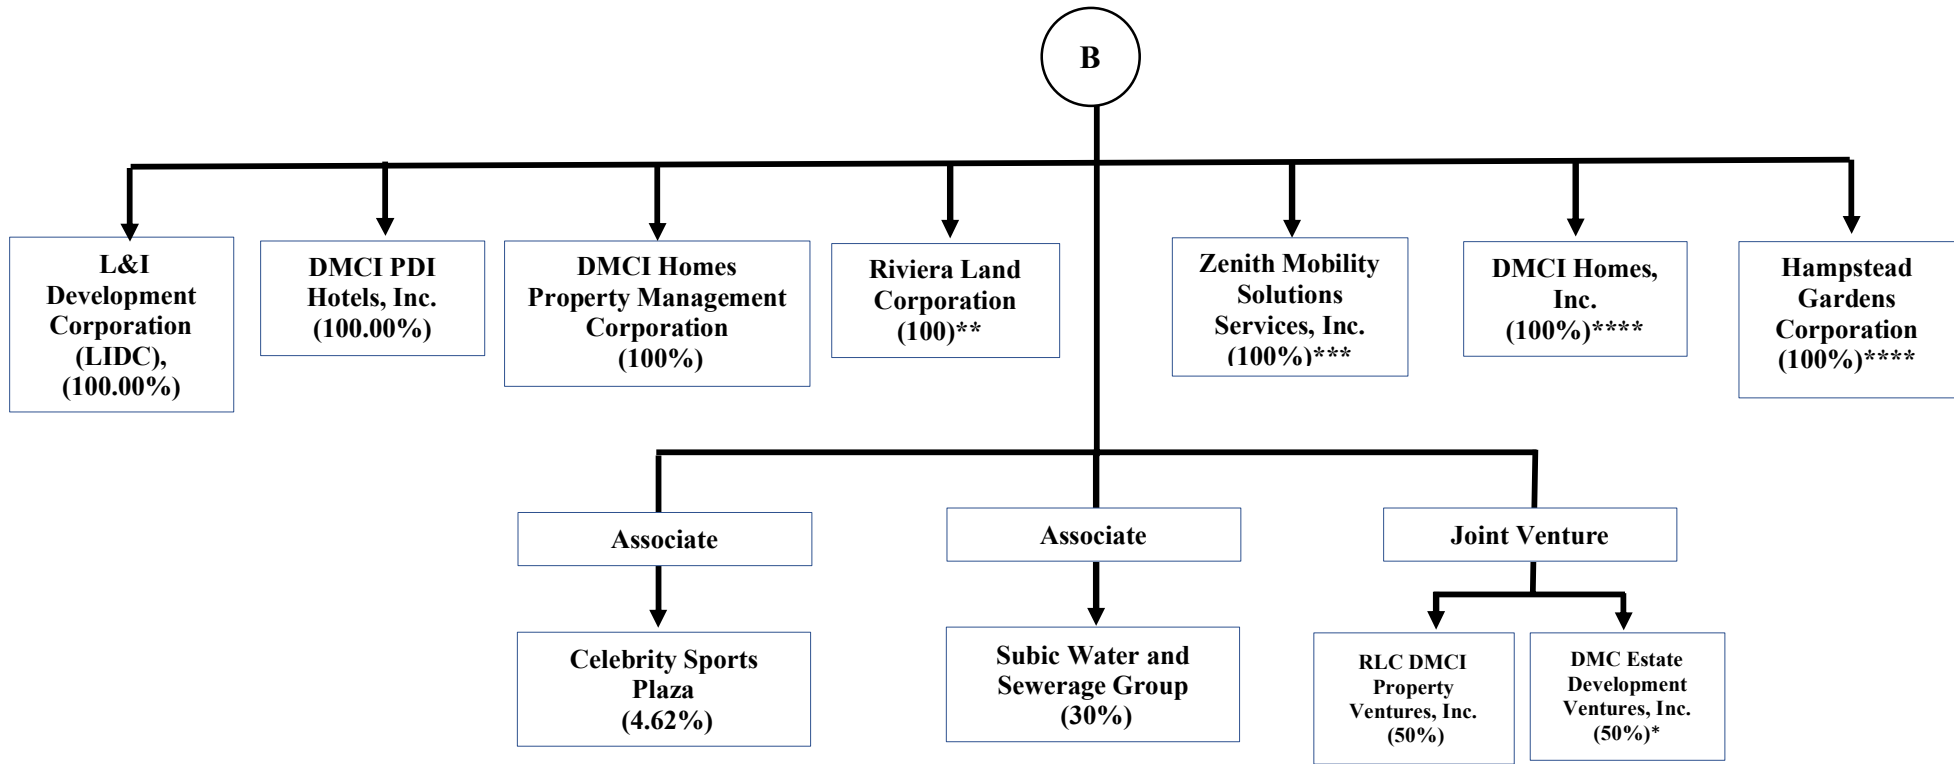 B
L&I
Development
Corporation
(LIDC),
(100.00%)
DMCI PDI
Hotels, Inc.
(100.00%)
DMCI Homes
Property Management
Corporation
(100%)
Riviera Land
Corporation
(100)**
Zenith Mobility
Solutions
Services, Inc.
(100%)***
DMCI Homes,
Inc.
(100%)****
Hampstead
Gardens
Corporation
(100%)****
Associate
Associate
Joint Venture
Celebrity Sports
Plaza
(4.62%)
Subic Water and
Sewerage Group
(30%)
RLC DMCI
Property
Ventures, Inc.
(50%)
DMC Estate
Development
Ventures, Inc.
(50%)*